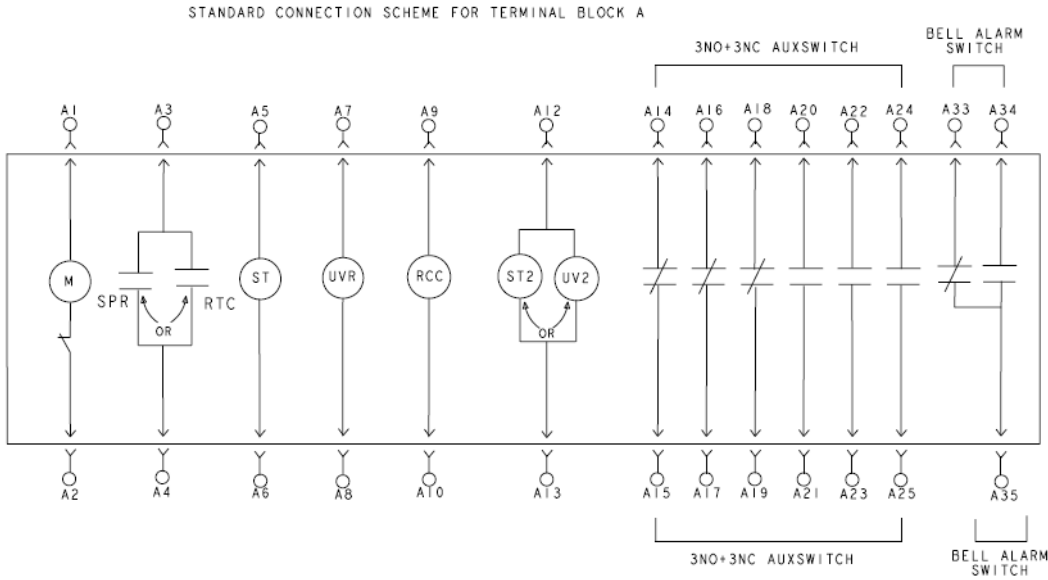 STANDARD CONNECTION SCHEME FOR TERMINAL BLOCK A
3NO+3NC AUXSWITCH
BELL ALARM
SWITCH
A1 A3 A5 A7 A9 A12 A14 A16 A18 A20 A22 A24 A33 A34
M SPR RTC ST UVR RCC ST2 UV2
OR OR
A2 A4 A6 A8 A10 A13 A15 A17 A19 A21 A23 A25 A35
3NO+3NC AUXSWITCH
BELL ALARM
SWITCH